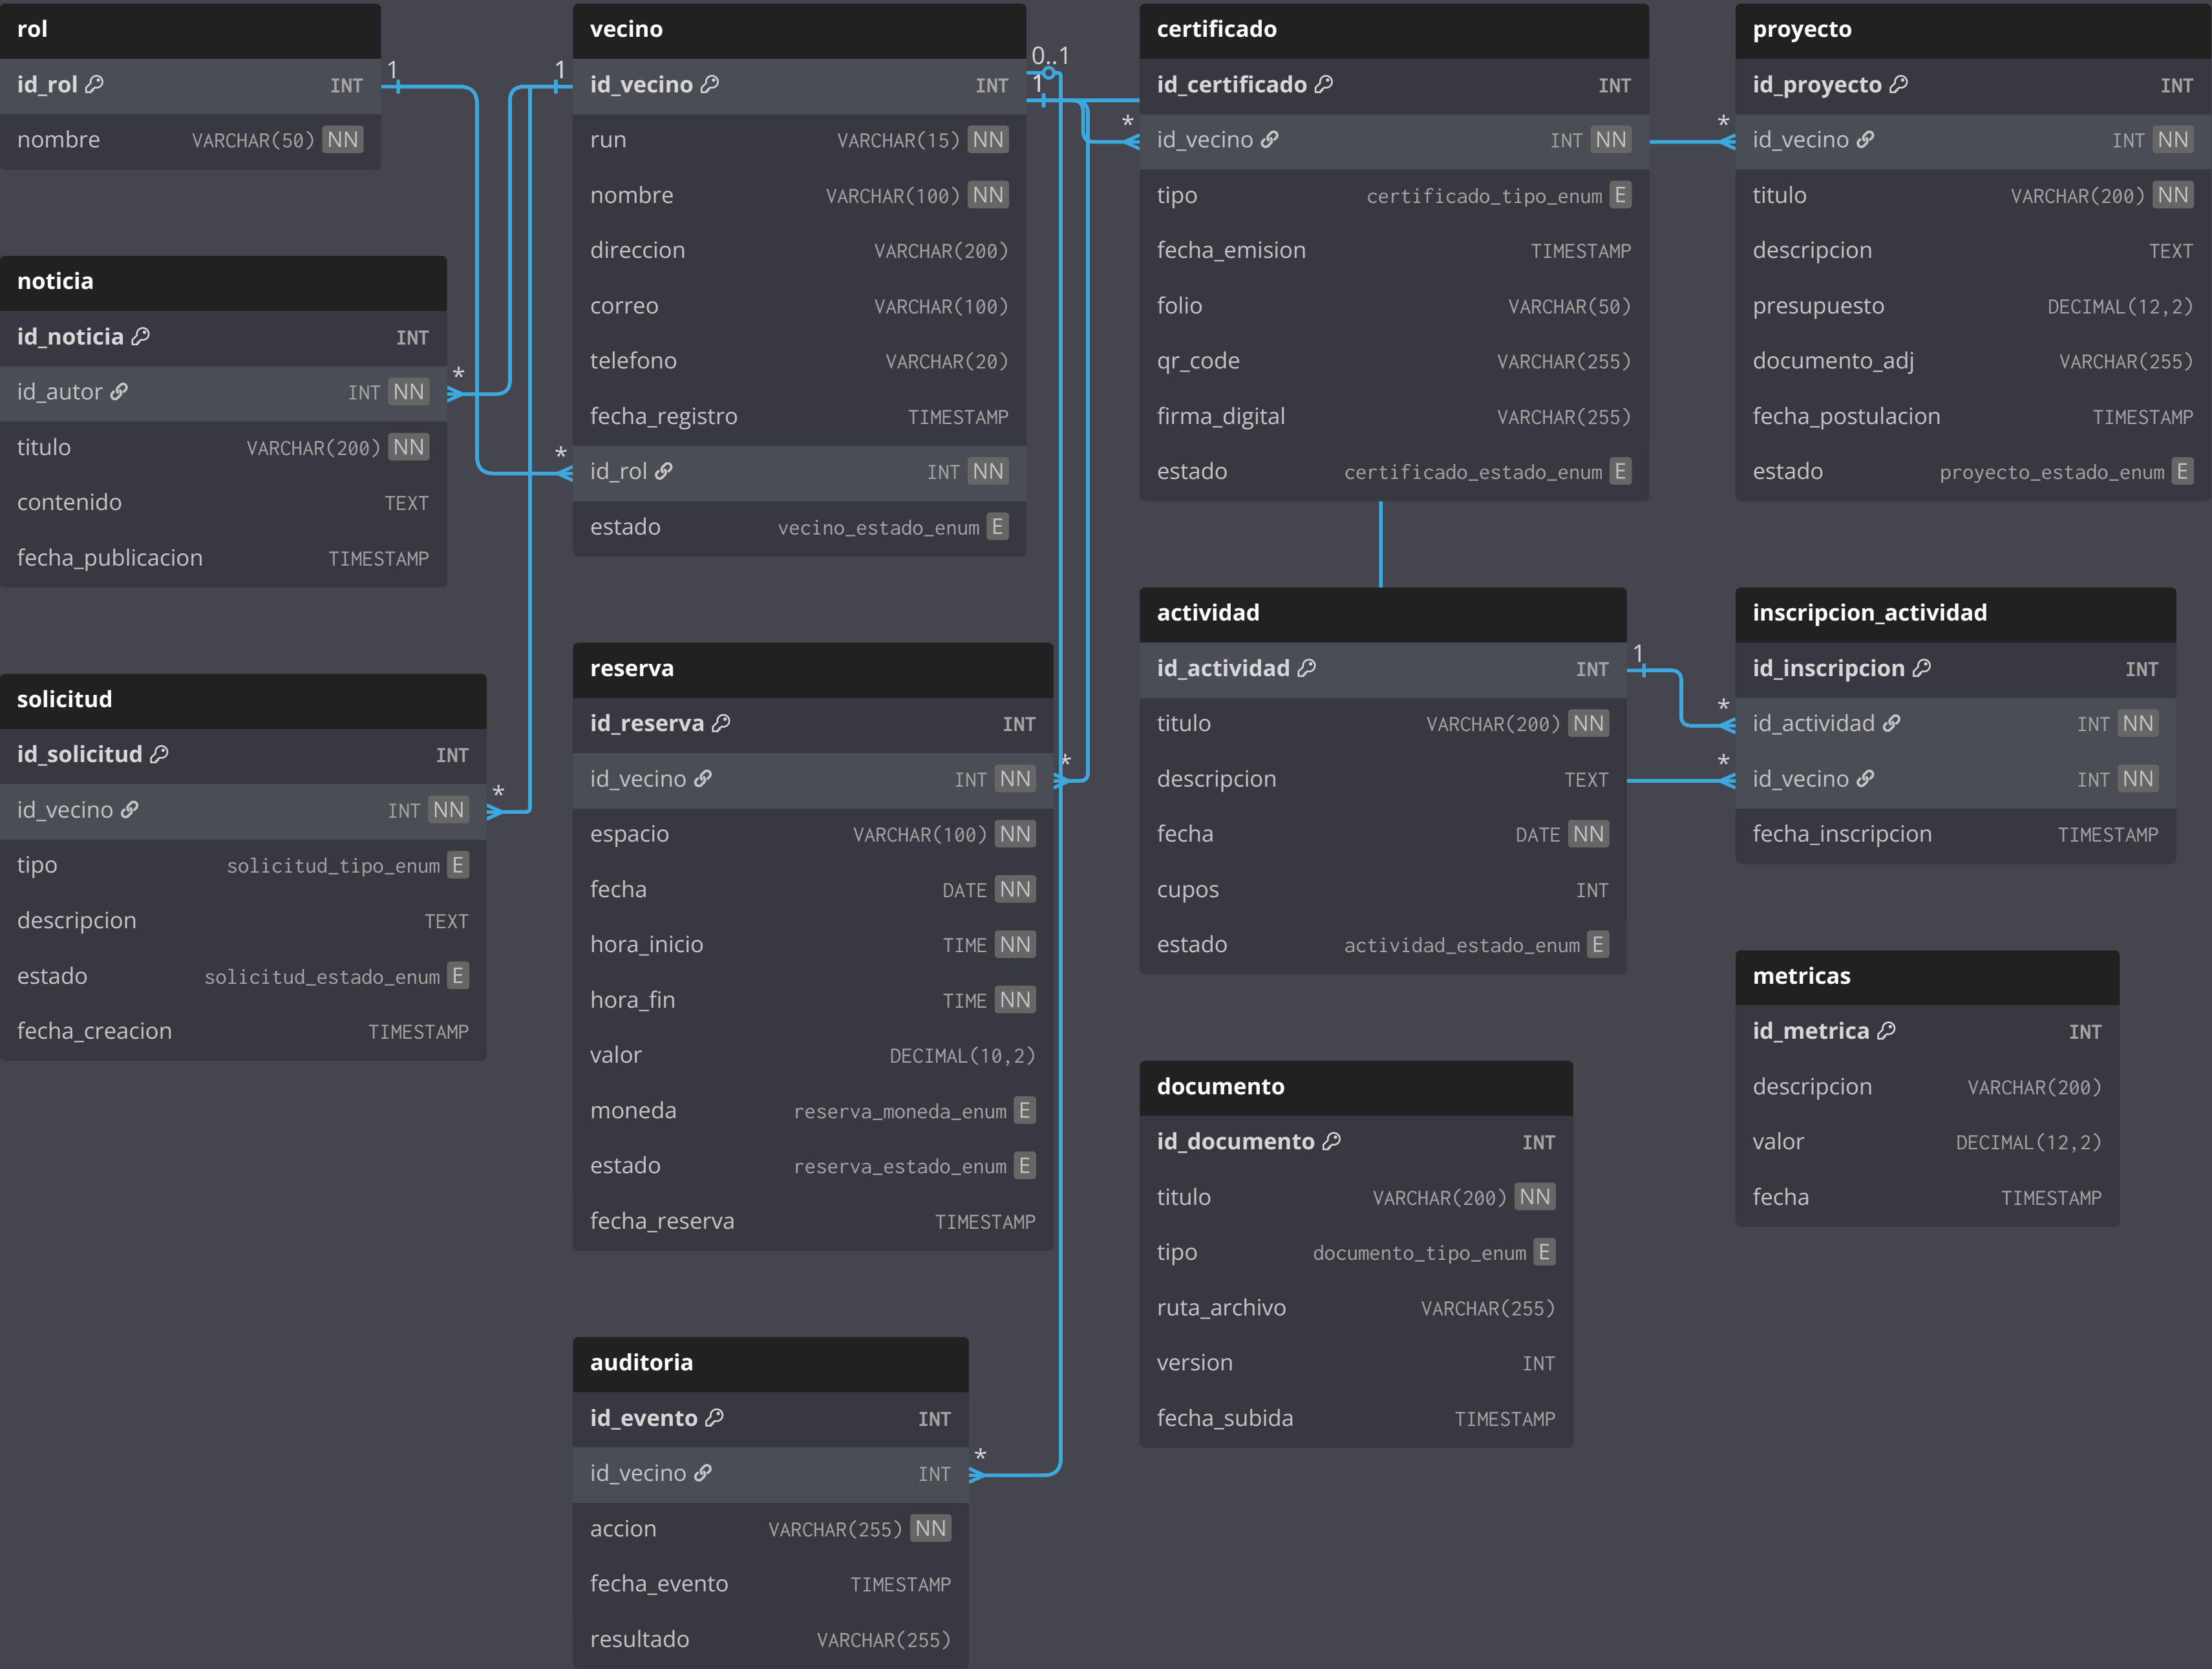 rol
id_rol INT
nombre VARCHAR(50) NN
1
*
noticia
id_noticia INT
id_autor INT NN
titulo VARCHAR(200) NN
contenido TEXT
fecha_publicacion TIMESTAMP
*
1
solicitud
id_solicitud INT
id_vecino INT NN
tipo solicitud_tipo_enum E
descripcion TEXT
estado solicitud_estado_enum E
fecha_creacion TIMESTAMP
*
vecino
id_vecino INT
run VARCHAR(15) NN
nombre VARCHAR(100) NN
direccion VARCHAR(200)
correo VARCHAR(100)
telefono VARCHAR(20)
fecha_registro TIMESTAMP
id_rol INT NN
estado vecino_estado_enum E
0..1
1
reserva
id_reserva INT
id_vecino INT NN
espacio VARCHAR(100) NN
fecha DATE NN
hora_inicio TIME NN
hora_fin TIME NN
valor DECIMAL(10,2)
moneda reserva_moneda_enum E
estado reserva_estado_enum E
fecha_reserva TIMESTAMP
*
auditoria
id_evento INT
id_vecino INT
accion VARCHAR(255) NN
fecha_evento TIMESTAMP
resultado VARCHAR(255)
*
certificado
id_certificado INT
id_vecino INT NN
tipo certificado_tipo_enum E
fecha_emision TIMESTAMP
folio VARCHAR(50)
qr_code VARCHAR(255)
firma_digital VARCHAR(255)
estado certificado_estado_enum E
*
actividad
id_actividad INT
titulo VARCHAR(200) NN
descripcion TEXT
fecha DATE NN
cupos INT
estado actividad_estado_enum E
1
documento
id_documento INT
titulo VARCHAR(200) NN
tipo documento_tipo_enum E
ruta_archivo VARCHAR(255)
version INT
fecha_subida TIMESTAMP
proyecto
id_proyecto INT
id_vecino INT NN
titulo VARCHAR(200) NN
descripcion TEXT
presupuesto DECIMAL(12,2)
documento_adj VARCHAR(255)
fecha_postulacion TIMESTAMP
estado proyecto_estado_enum E
*
inscripcion_actividad
id_inscripcion INT
id_actividad INT NN
id_vecino INT NN
fecha_inscripcion TIMESTAMP
*
*
metricas
id_metrica INT
descripcion VARCHAR(200)
valor DECIMAL(12,2)
fecha TIMESTAMP